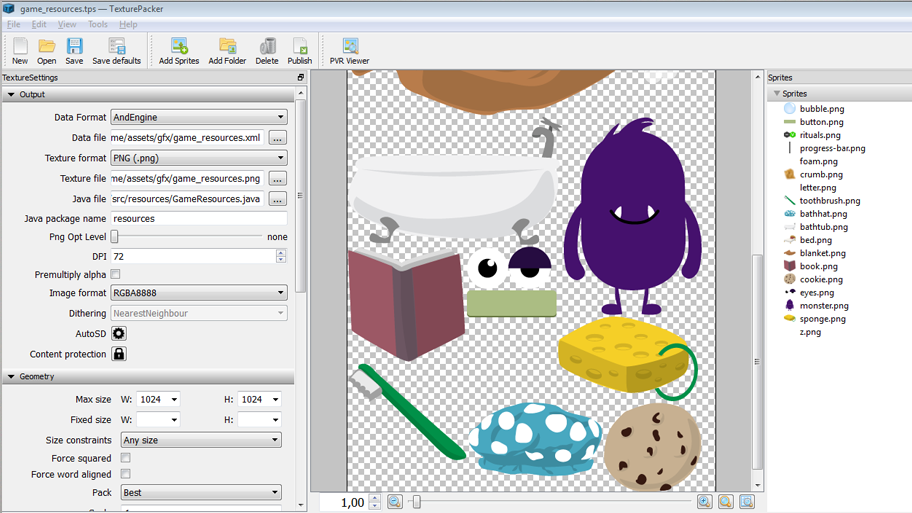 game_resources.tps — TexturePacker
File Edit View Tools Help
New Open Save Save defaults Add Sprites Add Folder Delete Publish PVR Viewer
TextureSettings
Output
Data Format AndEngine
Data file me/assets/gfx/game_resources.xml ...
Texture format PNG (.png)
Texture file me/assets/gfx/game_resources.png ...
Java file src/resources/GameResources.java ...
Java package name resources
Png Opt Level none
DPI 72
Premultiply alpha
Image format RGBA8888
Dithering NearestNeighbour
AutoSD
Content protection
Geometry
Max size W: 1024 H: 1024
Fixed size W: H:
Size constraints Any size
Force squared
Force word aligned
Pack Best
1,00
Sprites
Sprites
bubble.png
button.png
rituals.png
progress-bar.png
foam.png
crumb.png
letter.png
toothbrush.png
bathhat.png
bathtub.png
bed.png
blanket.png
book.png
cookie.png
eyes.png
monster.png
sponge.png
z.png